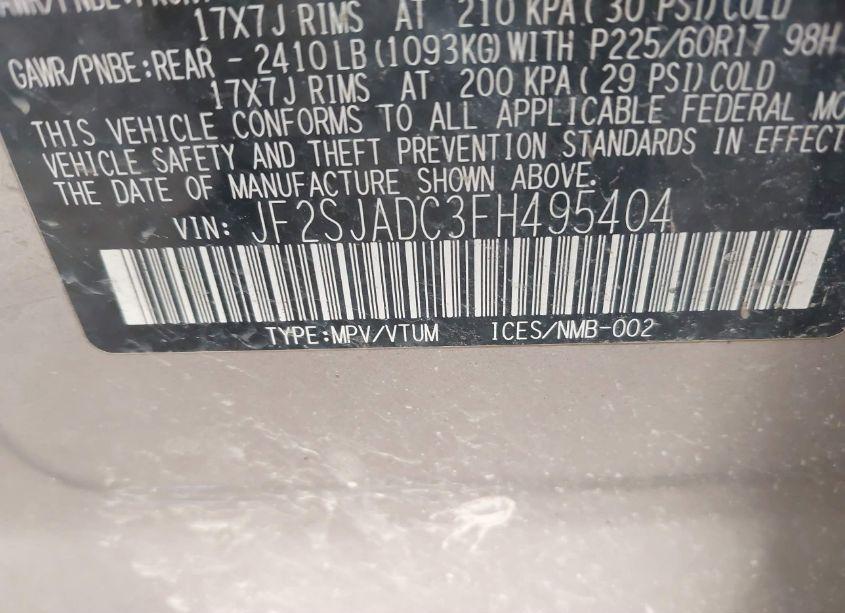 17X7J RIMS AT 210 KPA(30 PSI)COLD
GAWR/PNBE:REAR - 2410LB(1093KG)WITH P225/60R17 98H
17X7J RIMS AT 200 KPA(29 PSI)COLD
THIS VEHICLE CONFORMS TO ALL APPLICABLE FEDERAL MO
VEHICLE SAFETY AND THEFT PREVENTION STANDARDS IN EFFECT
THE DATE OF MANUFACTURE SHOWN ABOVE.
VIN: JF2SJADC3FH495404
TYPE:MPV/VTUM ICES/NMB-002